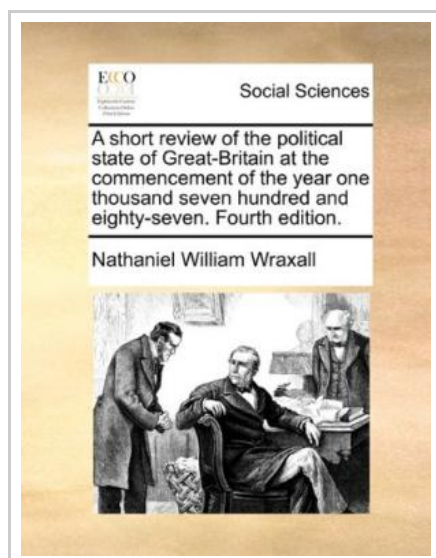 ECCO
Social Sciences
A short review of the political
state of Great-Britain at the
commencement of the year one
thousand seven hundred and
eighty-seven. Fourth edition.
Nathaniel William Wraxall